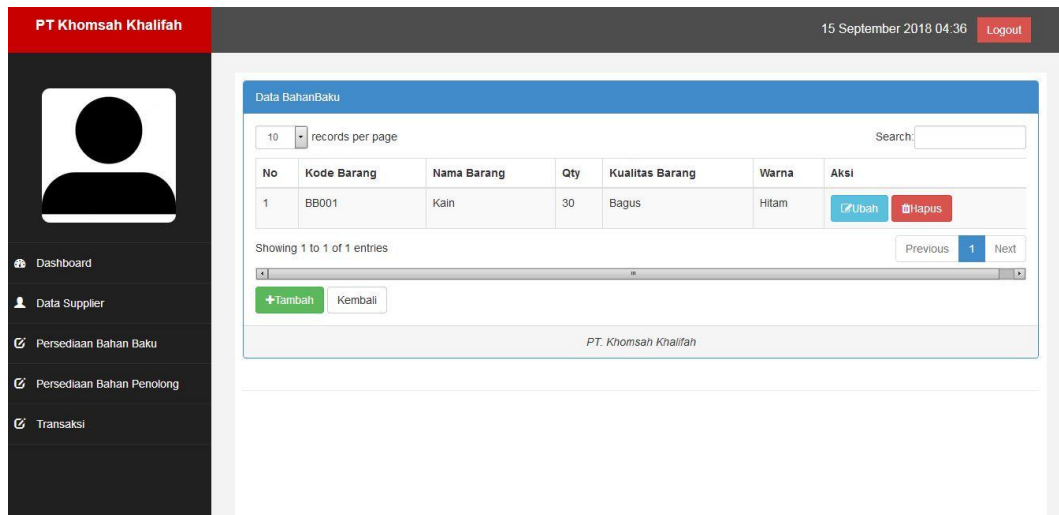 PT Khomsah Khalifah
15 September 2018 04:36 Logout
Dashboard
Data Supplier
Persediaan Bahan Baku
Persediaan Bahan Penolong
Transaksi
Data BahanBaku
10 records per page Search:
No Kode Barang Nama Barang Qty Kualitas Barang Warna Aksi
1 BB001 Kain 30 Bagus Hitam Ubah Hapus
Showing 1 to 1 of 1 entries Previous 1 Next
+Tambah Kembali
PT. Khomsah Khalifah